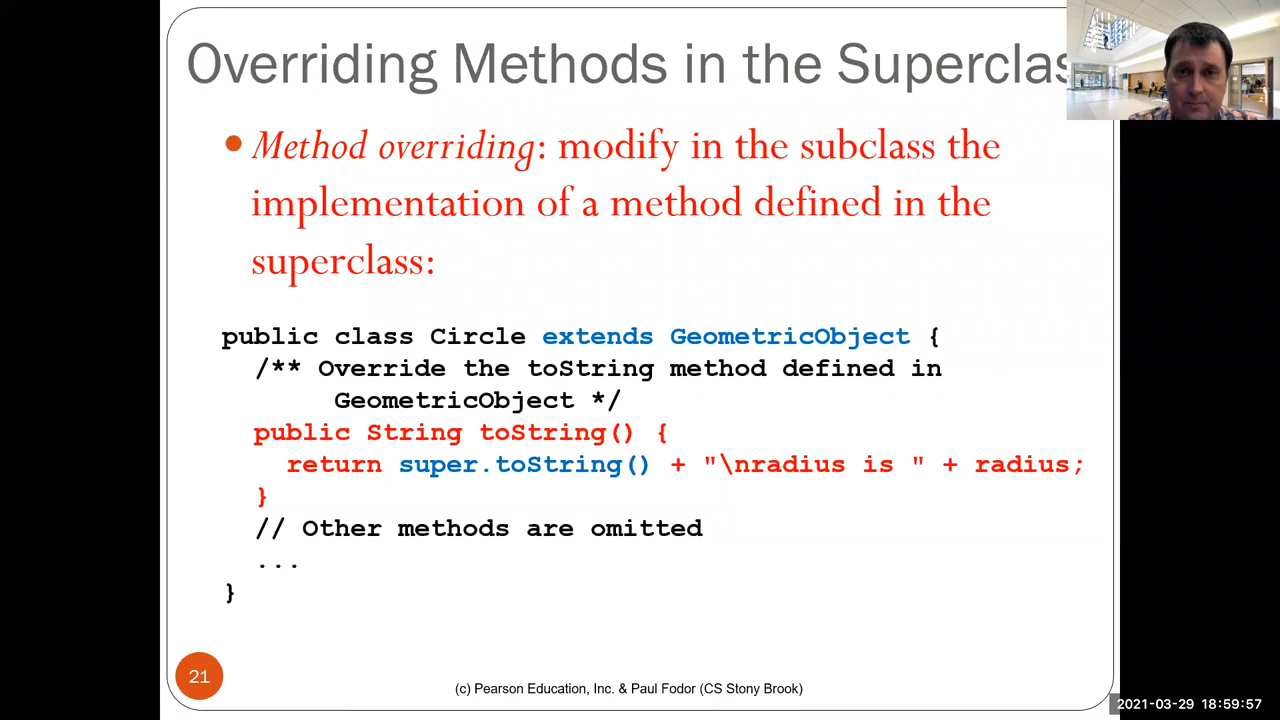 Overriding Methods in the Superclas
• Method overriding: modify in the subclass the
implementation of a method defined in the
superclass:
public class Circle extends GeometricObject {
/** Override the toString method defined in
GeometricObject */
public String toString() {
return super.toString() + "\nradius is " + radius;
}
// Other methods are omitted
...
}
21
(c) Pearson Education, Inc. & Paul Fodor (CS Stony Brook)
2021-03-29 18:59:57